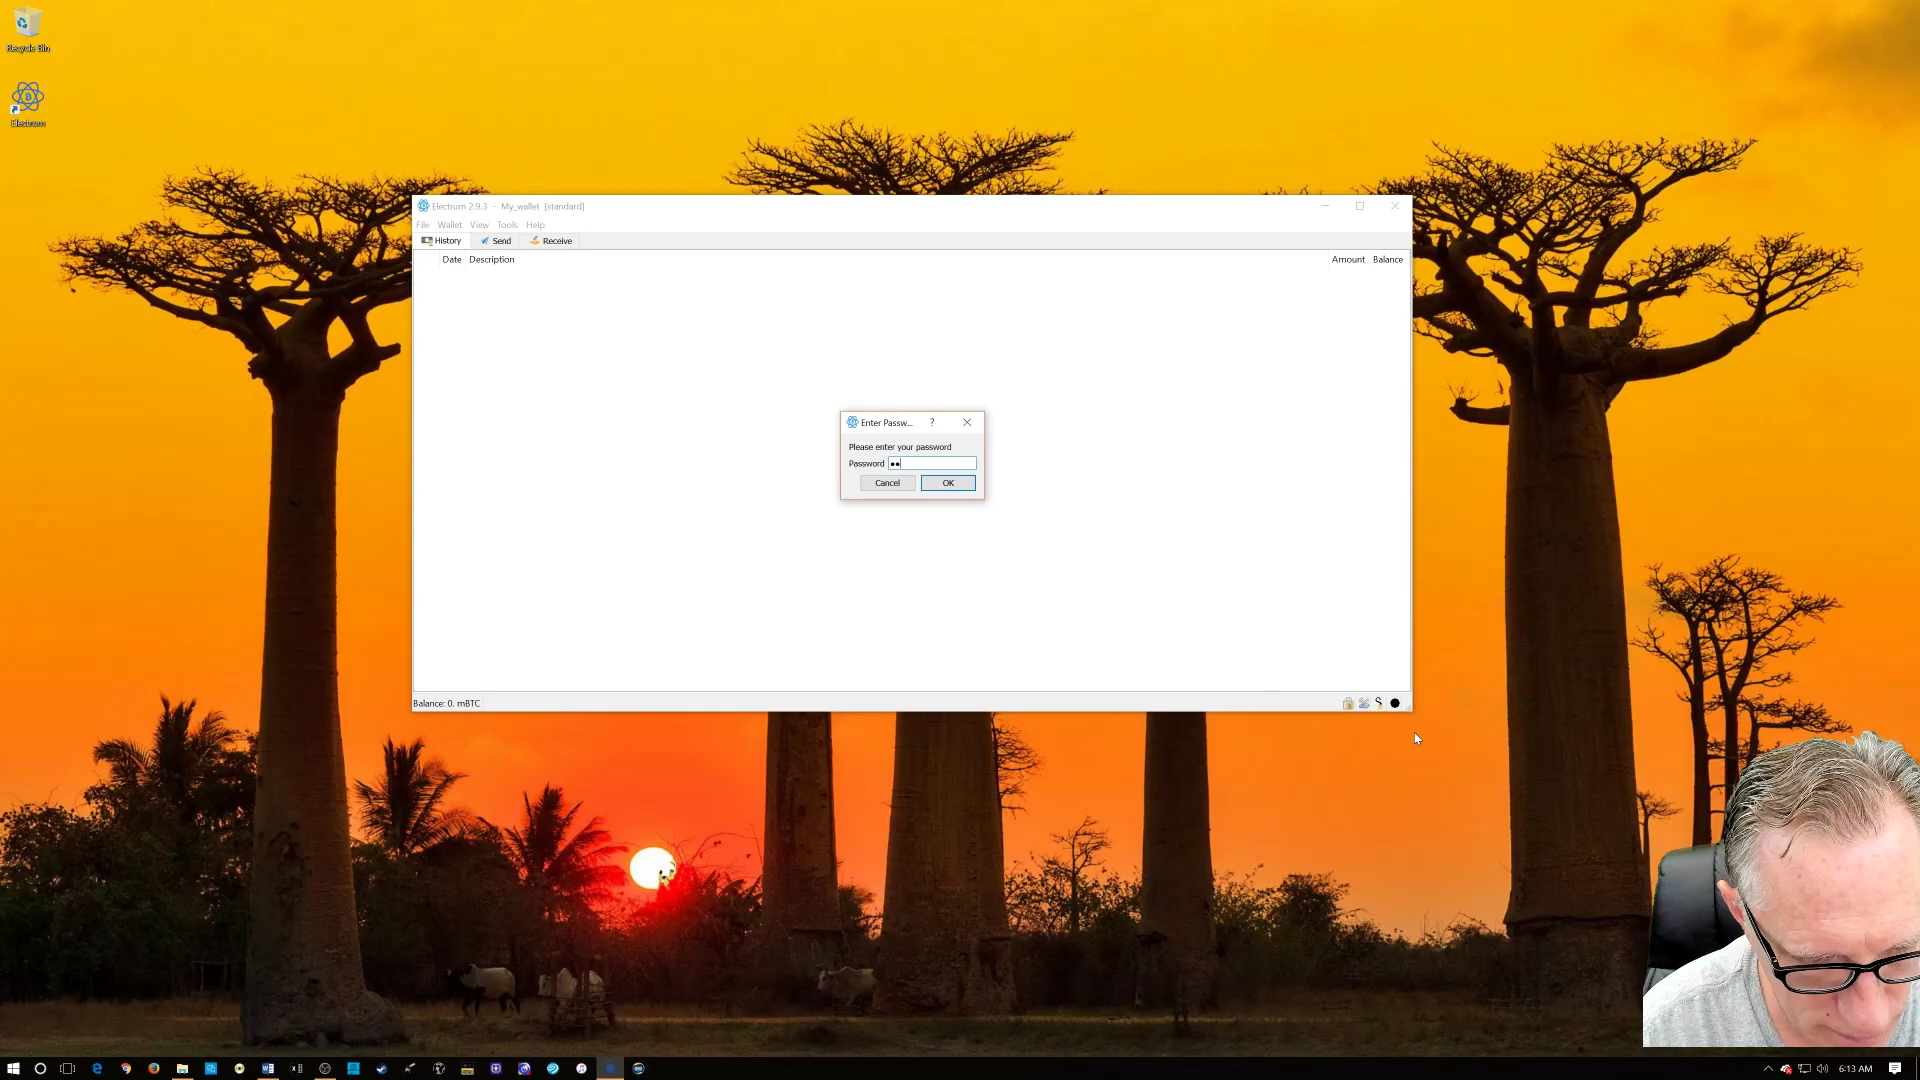 Recycle Bin
Electrum
Electrum 2.9.3 - My_wallet [standard]
File Wallet View Tools Help
History Send Receive
Date Description Amount Balance
Enter Passw... ?
Please enter your password
Password ●●
Cancel OK
Balance: 0. mBTC
6:13 AM